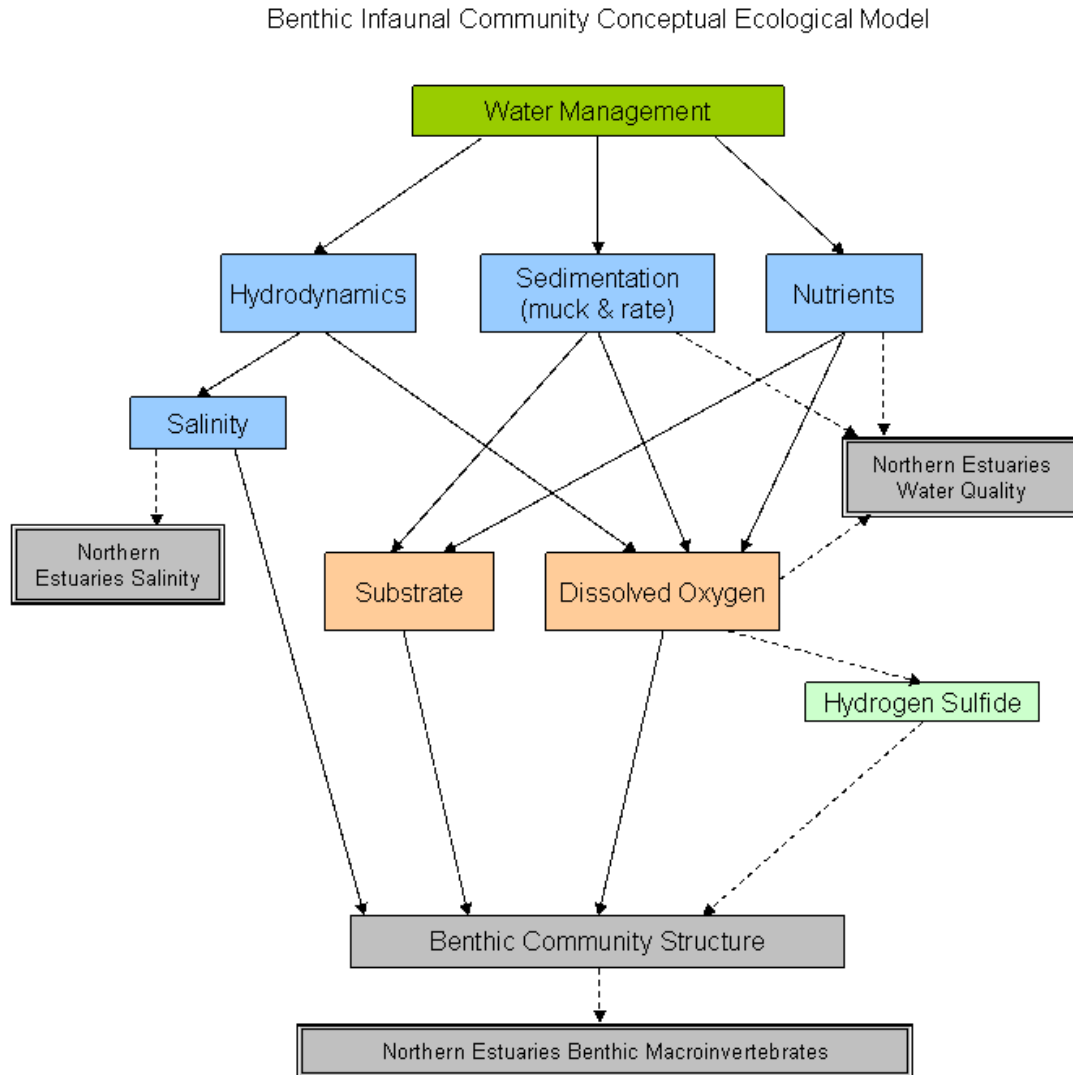 Benthic Infaunal Community Conceptual Ecological Model
Water Management
Hydrodynamics
Sedimentation
(muck & rate)
Nutrients
Salinity
Northern Estuaries
Water Quality
Northern
Estuaries Salinity
Substrate
Dissolved Oxygen
Hydrogen Sulfide
Benthic Community Structure
Northern Estuaries Benthic Macroinvertebrates